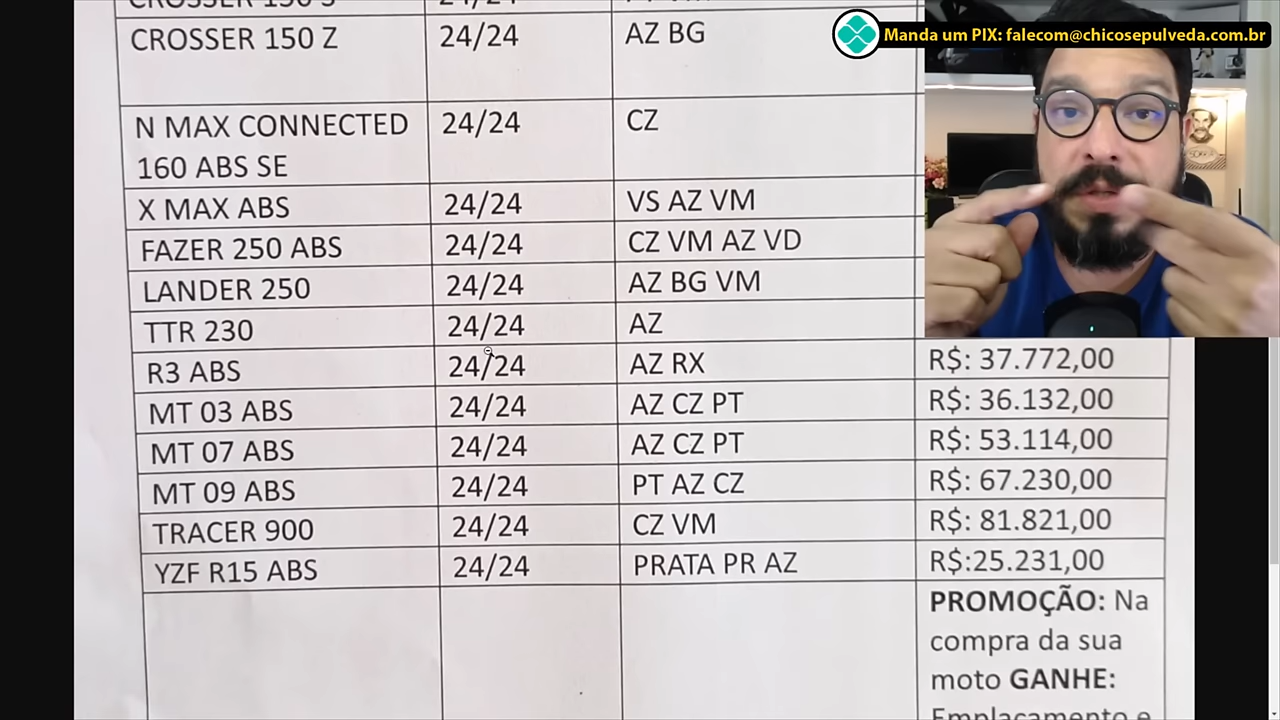 Manda um PIX: falecom@chicosepulveda.com.br
CROSSER 150 Z 24/24 AZ BG
N MAX CONNECTED 24/24 CZ
160 ABS SE
X MAX ABS 24/24 VS AZ VM
FAZER 250 ABS 24/24 CZ VM AZ VD
LANDER 250 24/24 AZ BG VM
TTR 230 24/24 AZ
R3 ABS 24/24 AZ RX R$: 37.772,00
MT 03 ABS 24/24 AZ CZ PT R$: 36.132,00
MT 07 ABS 24/24 AZ CZ PT R$: 53.114,00
MT 09 ABS 24/24 PT AZ CZ R$: 67.230,00
TRACER 900 24/24 CZ VM R$: 81.821,00
YZF R15 ABS 24/24 PRATA PR AZ R$:25.231,00
PROMOÇÃO: Na
compra da sua
moto GANHE:
Emplacamento e